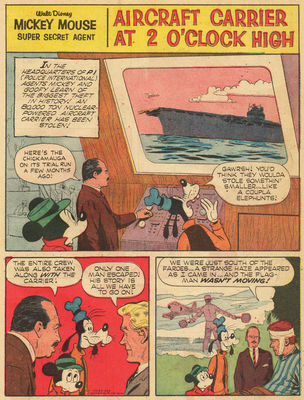 Walt Disney
MICKEY MOUSE
SUPER SECRET AGENT
AIRCRAFT CARRIER
AT 2 O'CLOCK HIGH
IN THE
HEADQUARTERS OF P.I.
(POLICE INTERNATIONAL)
AGENTS MICKEY AND
GOOFY LEARN OF
THE BIGGEST THEFT
IN HISTORY! AN
80,000 TON NUCLEAR
POWERED AIRCRAFT
CARRIER HAS BEEN
STOLEN!
HERE'S THE
CHICKAMAUGA
ON ITS TRIAL RUN
A FEW MONTHS
AGO!
GAWRSH! YOU'D
THINK THEY WOULDA
STOLE SOMETHIN'
SMALLER...LIKE
A COUPLA
ELEPHUNTS!
THE ENTIRE CREW
WAS ALSO TAKEN
ALONG WITH THE
CARRIER!
ONLY ONE
MAN ESCAPED!
HIS STORY IS
ALL WE HAVE
TO GO ON!
WE WERE JUST SOUTH OF THE
FAROES...A STRANGE HAZE APPEARED
AS I CAME IN...AND THE FLAG-
MAN WASN'T MOVING!